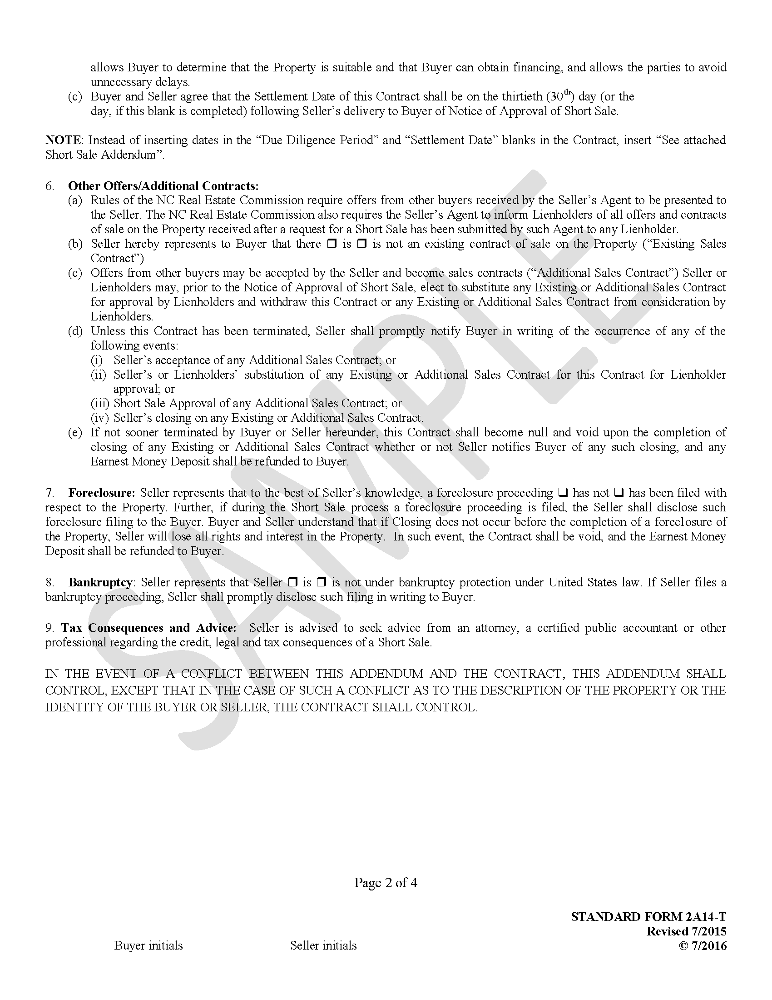 allows Buyer to determine that the Property is suitable and that Buyer can obtain financing, and allows the parties to avoid
unnecessary delays.
(c) Buyer and Seller agree that the Settlement Date of this Contract shall be on the thirtieth (30th) day (or the ______________
day, if this blank is completed) following Seller’s delivery to Buyer of Notice of Approval of Short Sale.
NOTE: Instead of inserting dates in the “Due Diligence Period” and “Settlement Date” blanks in the Contract, insert “See attached
Short Sale Addendum”.
6. Other Offers/Additional Contracts:
(a) Rules of the NC Real Estate Commission require offers from other buyers received by the Seller’s Agent to be presented to
the Seller. The NC Real Estate Commission also requires the Seller’s Agent to inform Lienholders of all offers and contracts
of sale on the Property received after a request for a Short Sale has been submitted by such Agent to any Lienholder.
(b) Seller hereby represents to Buyer that there ❒ is ❒ is not an existing contract of sale on the Property (“Existing Sales
Contract”)
(c) Offers from other buyers may be accepted by the Seller and become sales contracts (“Additional Sales Contract”) Seller or
Lienholders may, prior to the Notice of Approval of Short Sale, elect to substitute any Existing or Additional Sales Contract
for approval by Lienholders and withdraw this Contract or any Existing or Additional Sales Contract from consideration by
Lienholders.
(d) Unless this Contract has been terminated, Seller shall promptly notify Buyer in writing of the occurrence of any of the
following events:
(i) Seller’s acceptance of any Additional Sales Contract; or
(ii) Seller’s or Lienholders’ substitution of any Existing or Additional Sales Contract for this Contract for Lienholder
approval; or
(iii) Short Sale Approval of any Additional Sales Contract; or
(iv) Seller’s closing on any Existing or Additional Sales Contract.
(e) If not sooner terminated by Buyer or Seller hereunder, this Contract shall become null and void upon the completion of
closing of any Existing or Additional Sales Contract whether or not Seller notifies Buyer of any such closing, and any
Earnest Money Deposit shall be refunded to Buyer.
7. Foreclosure: Seller represents that to the best of Seller’s knowledge, a foreclosure proceeding ❑ has not ❑ has been filed with
respect to the Property. Further, if during the Short Sale process a foreclosure proceeding is filed, the Seller shall disclose such
foreclosure filing to the Buyer. Buyer and Seller understand that if Closing does not occur before the completion of a foreclosure of
the Property, Seller will lose all rights and interest in the Property. In such event, the Contract shall be void, and the Earnest Money
Deposit shall be refunded to Buyer.
8. Bankruptcy: Seller represents that Seller ❒ is ❒ is not under bankruptcy protection under United States law. If Seller files a
bankruptcy proceeding, Seller shall promptly disclose such filing in writing to Buyer.
9. Tax Consequences and Advice: Seller is advised to seek advice from an attorney, a certified public accountant or other
professional regarding the credit, legal and tax consequences of a Short Sale.
IN THE EVENT OF A CONFLICT BETWEEN THIS ADDENDUM AND THE CONTRACT, THIS ADDENDUM SHALL
CONTROL, EXCEPT THAT IN THE CASE OF SUCH A CONFLICT AS TO THE DESCRIPTION OF THE PROPERTY OR THE
IDENTITY OF THE BUYER OR SELLER, THE CONTRACT SHALL CONTROL.
SAMPLE
Page 2 of 4
STANDARD FORM 2A14-T
Revised 7/2015
Buyer initials _______ _______ Seller initials _______ ______ © 7/2016